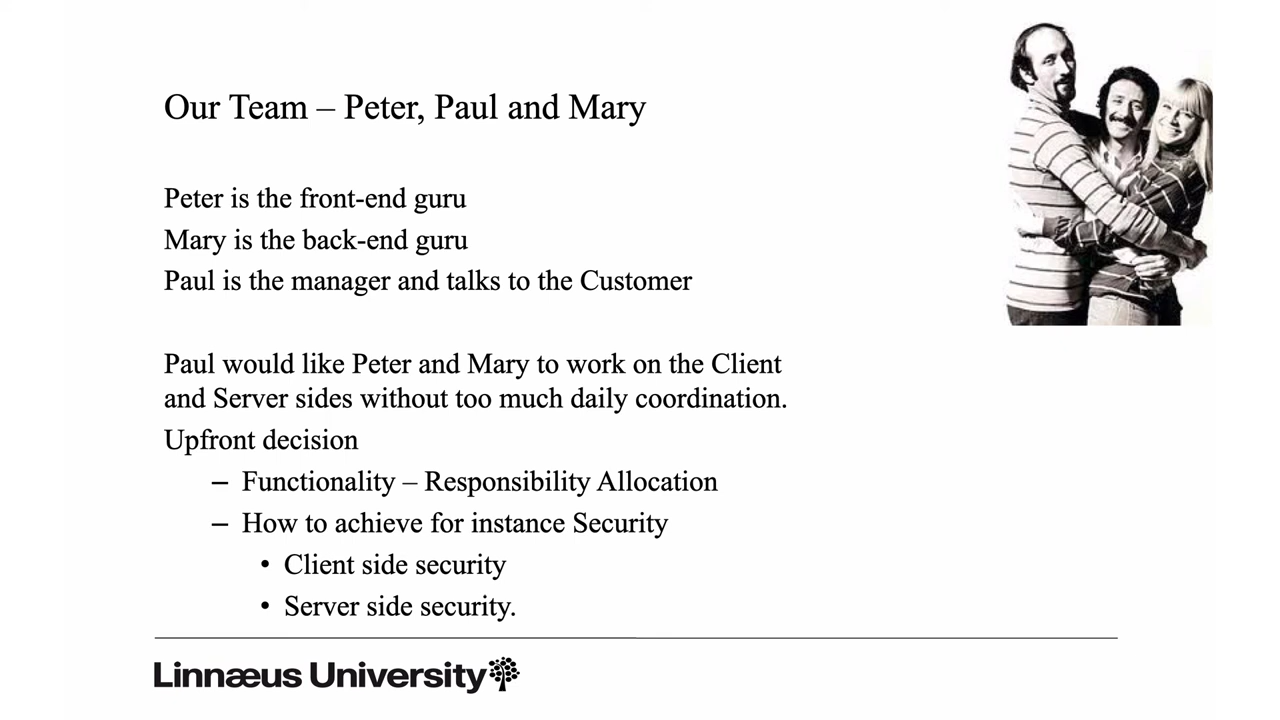 Our Team – Peter, Paul and Mary
Peter is the front-end guru
Mary is the back-end guru
Paul is the manager and talks to the Customer
Paul would like Peter and Mary to work on the Client
and Server sides without too much daily coordination.
Upfront decision
– Functionality – Responsibility Allocation
– How to achieve for instance Security
• Client side security
• Server side security.
Linnæus University